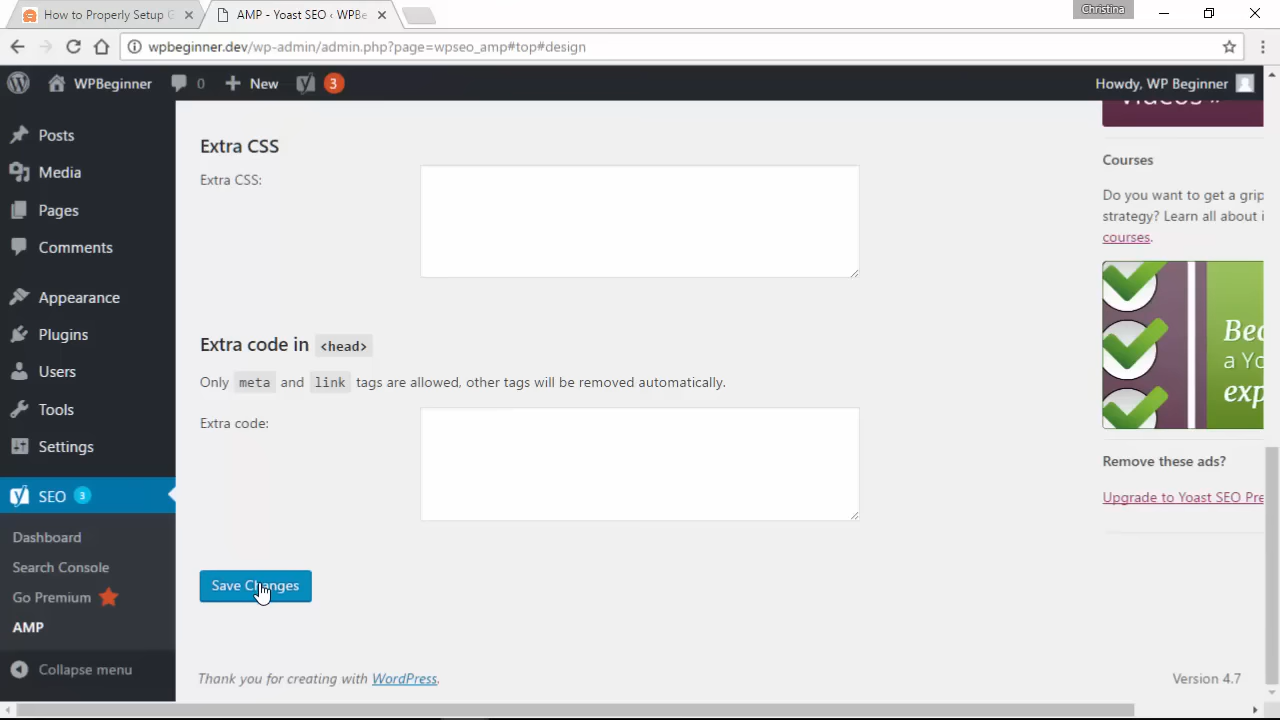 How to Properly Setup G
AMP - Yoast SEO ‹ WPBe
Christina
wpbeginner.dev/wp-admin/admin.php?page=wpseo_amp#top#design
WPBeginner
0
New
3
Howdy, WP Beginner
Posts
Media
Pages
Comments
Appearance
Plugins
Users
Tools
Settings
SEO 3
Dashboard
Search Console
Go Premium
AMP
Collapse menu
Extra CSS
Extra CSS:
Extra code in <head>
Only meta and link tags are allowed, other tags will be removed automatically.
Extra code:
Save Changes
Thank you for creating with WordPress.
Version 4.7
videos »
Courses
Do you want to get a grip
strategy? Learn all about i
courses.
Bec
a Yo
exp
Remove these ads?
Upgrade to Yoast SEO Pre